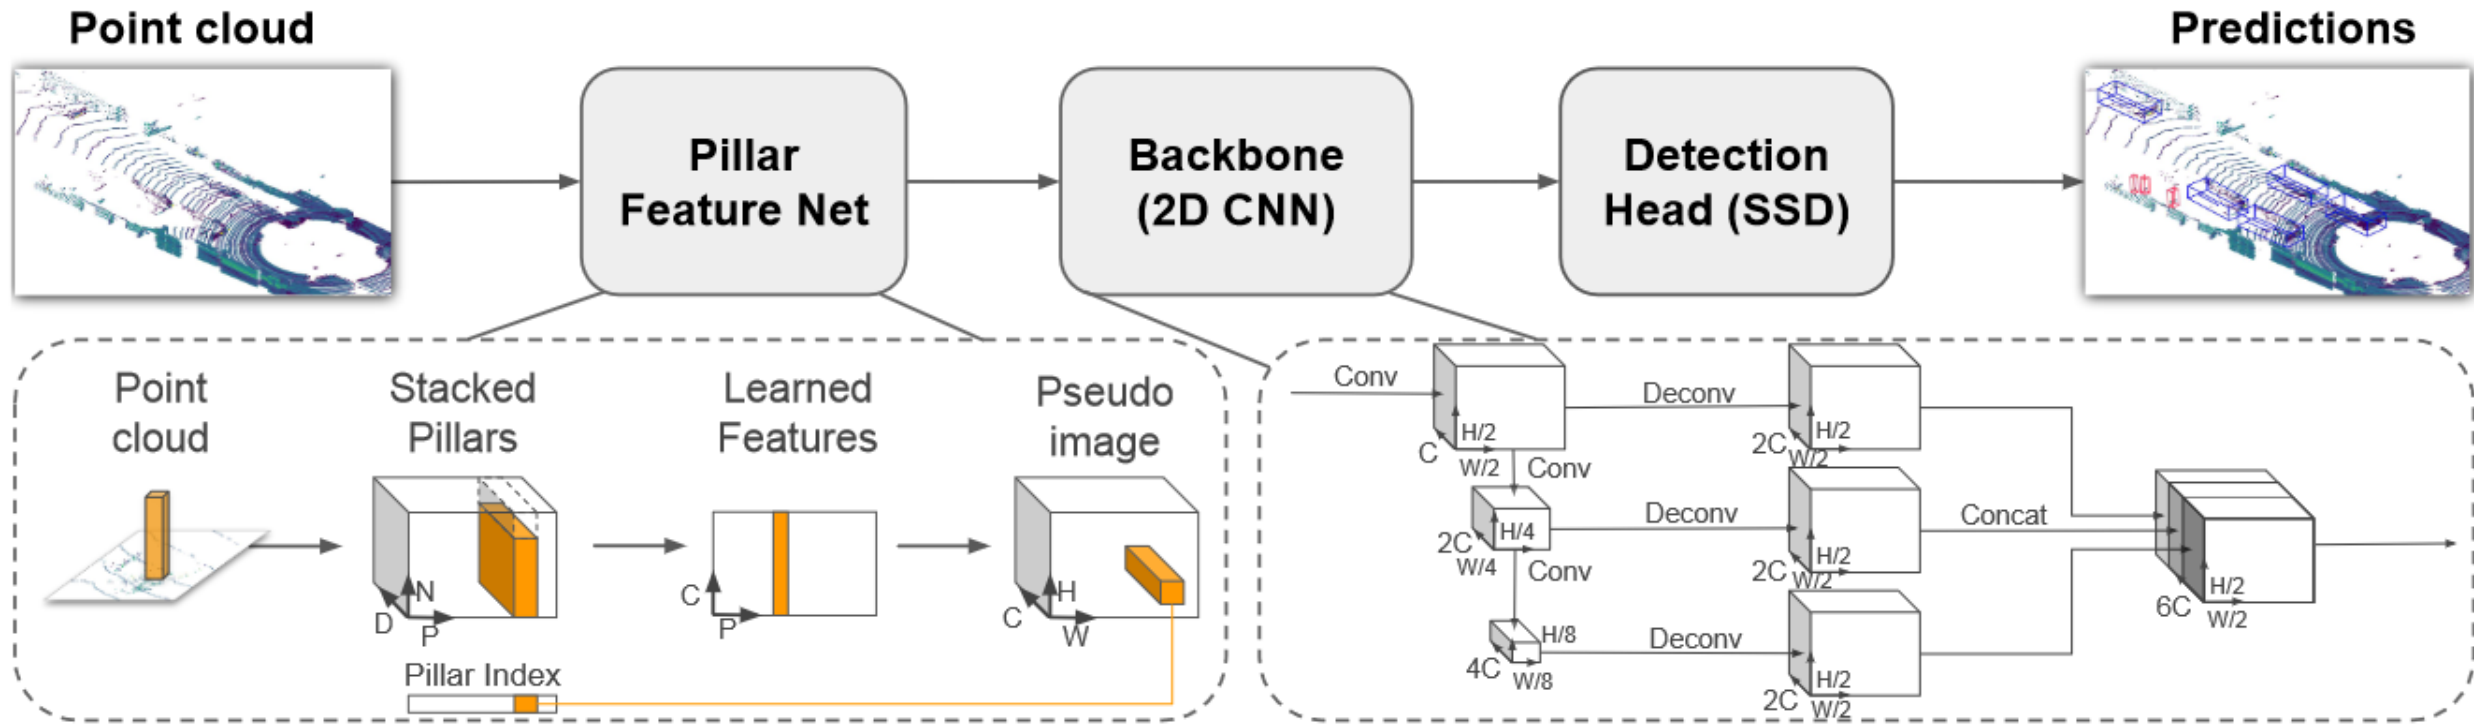 Point cloud
Predictions
Pillar
Feature Net
Backbone
(2D CNN)
Detection
Head (SSD)
Point
cloud
Stacked
Pillars
Learned
Features
Pseudo
image
N
D
P
C
P
H
C
W
Pillar Index
Conv
H/2
C
W/2
Conv
Deconv
H/2
2C
W/2
H/4
2C
W/4
Conv
Deconv
H/2
2C
W/2
H/8
4C
W/8
Deconv
H/2
2C
W/2
Concat
H/2
6C
W/2